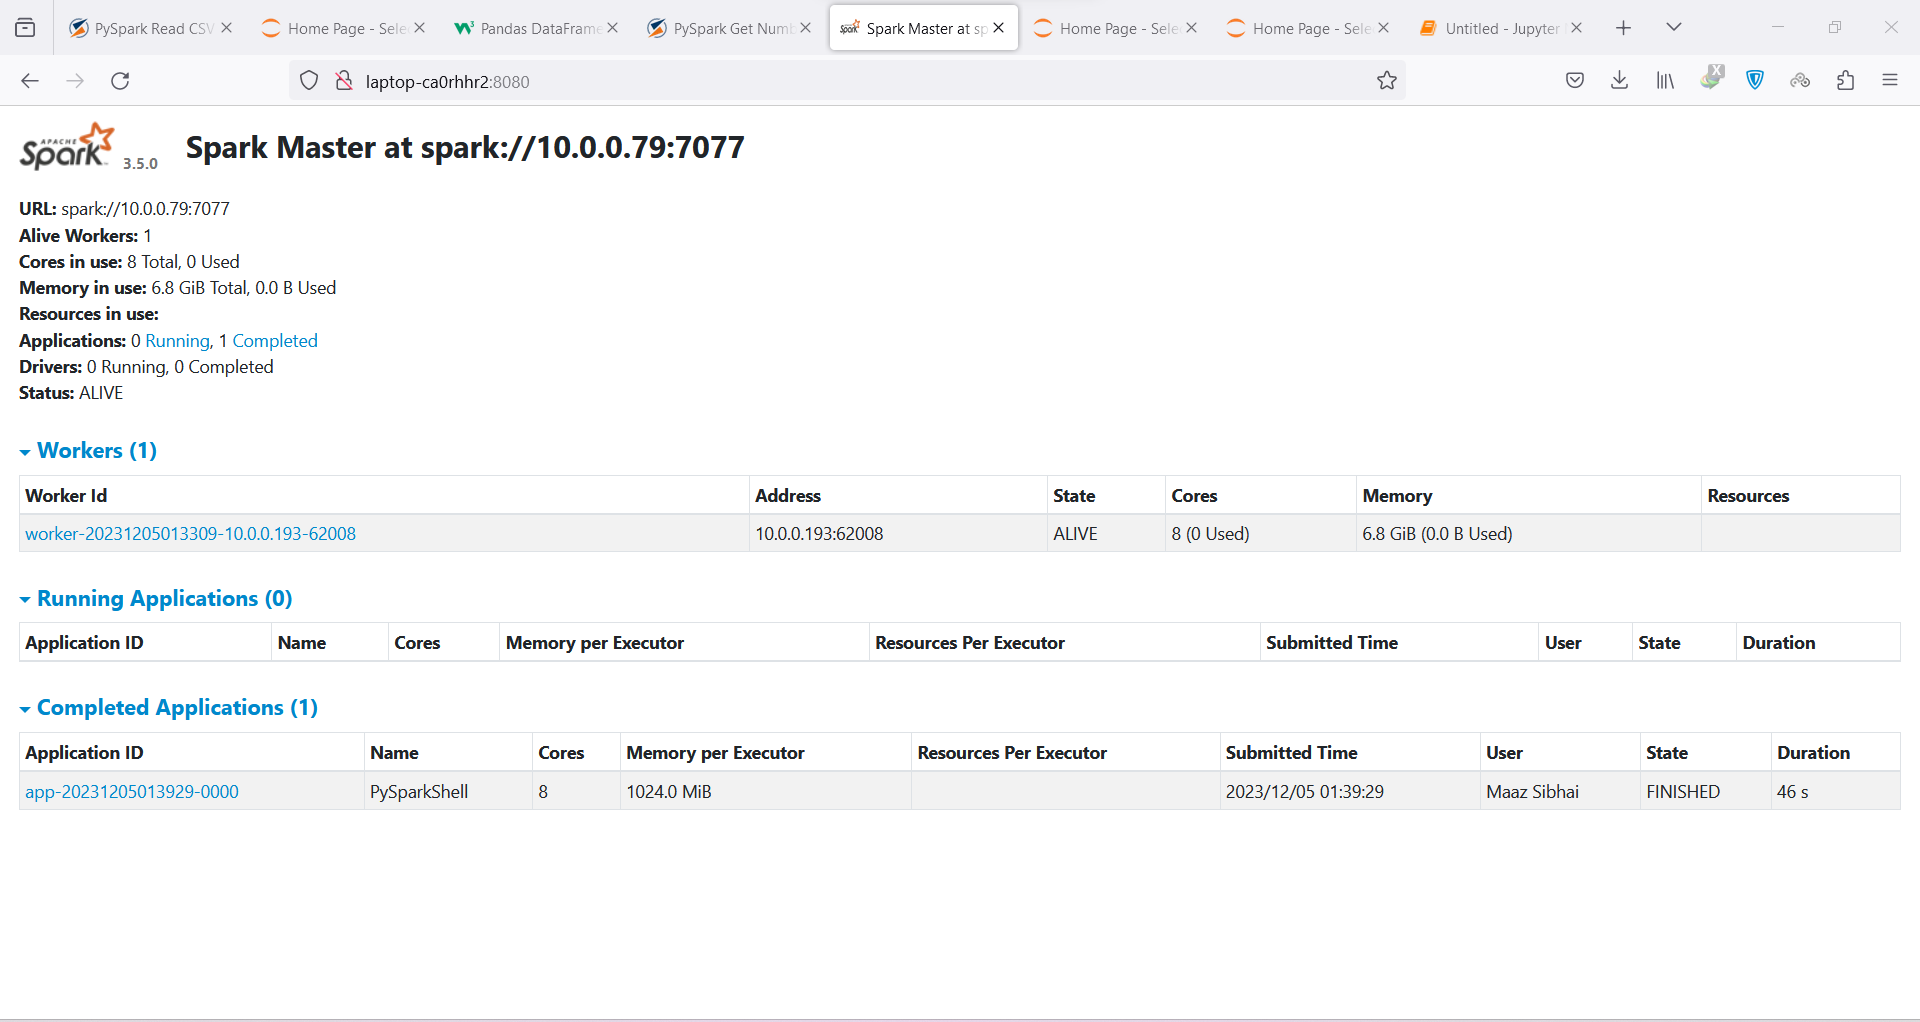 PySpark Read CSV
Home Page - Sele
Pandas DataFrame
PySpark Get Numb
Spark Master at sp
Home Page - Sele
Home Page - Sele
Untitled - Jupyter
laptop-ca0rhhr2:8080
X
APACHE
Spark 3.5.0
Spark Master at spark://10.0.0.79:7077
URL: spark://10.0.0.79:7077
Alive Workers: 1
Cores in use: 8 Total, 0 Used
Memory in use: 6.8 GiB Total, 0.0 B Used
Resources in use:
Applications: 0 Running, 1 Completed
Drivers: 0 Running, 0 Completed
Status: ALIVE
Workers (1)
Worker Id Address State Cores Memory Resources
worker-20231205013309-10.0.0.193-62008 10.0.0.193:62008 ALIVE 8 (0 Used) 6.8 GiB (0.0 B Used)
Running Applications (0)
Application ID Name Cores Memory per Executor Resources Per Executor Submitted Time User State Duration
Completed Applications (1)
Application ID Name Cores Memory per Executor Resources Per Executor Submitted Time User State Duration
app-20231205013929-0000 PySparkShell 8 1024.0 MiB 2023/12/05 01:39:29 Maaz Sibhai FINISHED 46 s